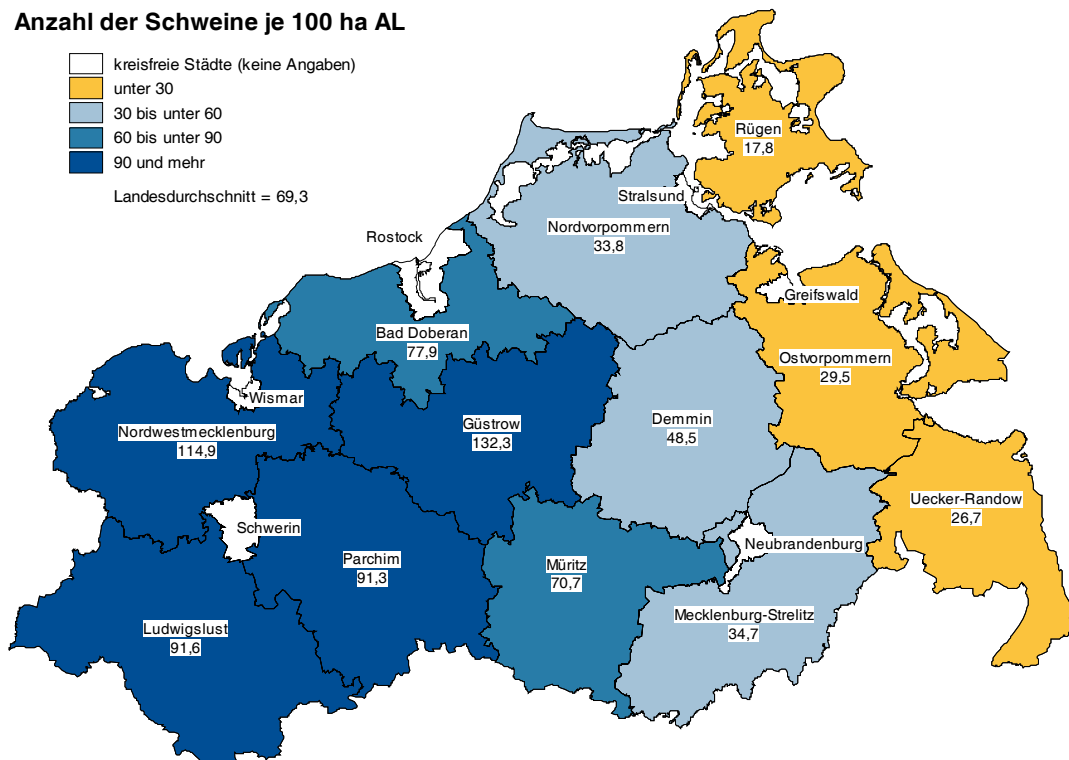 Anzahl der Schweine je 100 ha AL
kreisfreie Städte (keine Angaben)
unter 30
30 bis unter 60
60 bis unter 90
90 und mehr
Landesdurchschnitt = 69,3
Rügen
17,8
Stralsund
Nordvorpommern
33,8
Rostock
Greifswald
Bad Doberan
77,9
Ostvorpommern
29,5
Wismar
Nordwestmecklenburg
114,9
Güstrow
132,3
Demmin
48,5
Uecker-Randow
26,7
Schwerin
Neubrandenburg
Parchim
91,3
Müritz
70,7
Mecklenburg-Strelitz
34,7
Ludwigslust
91,6